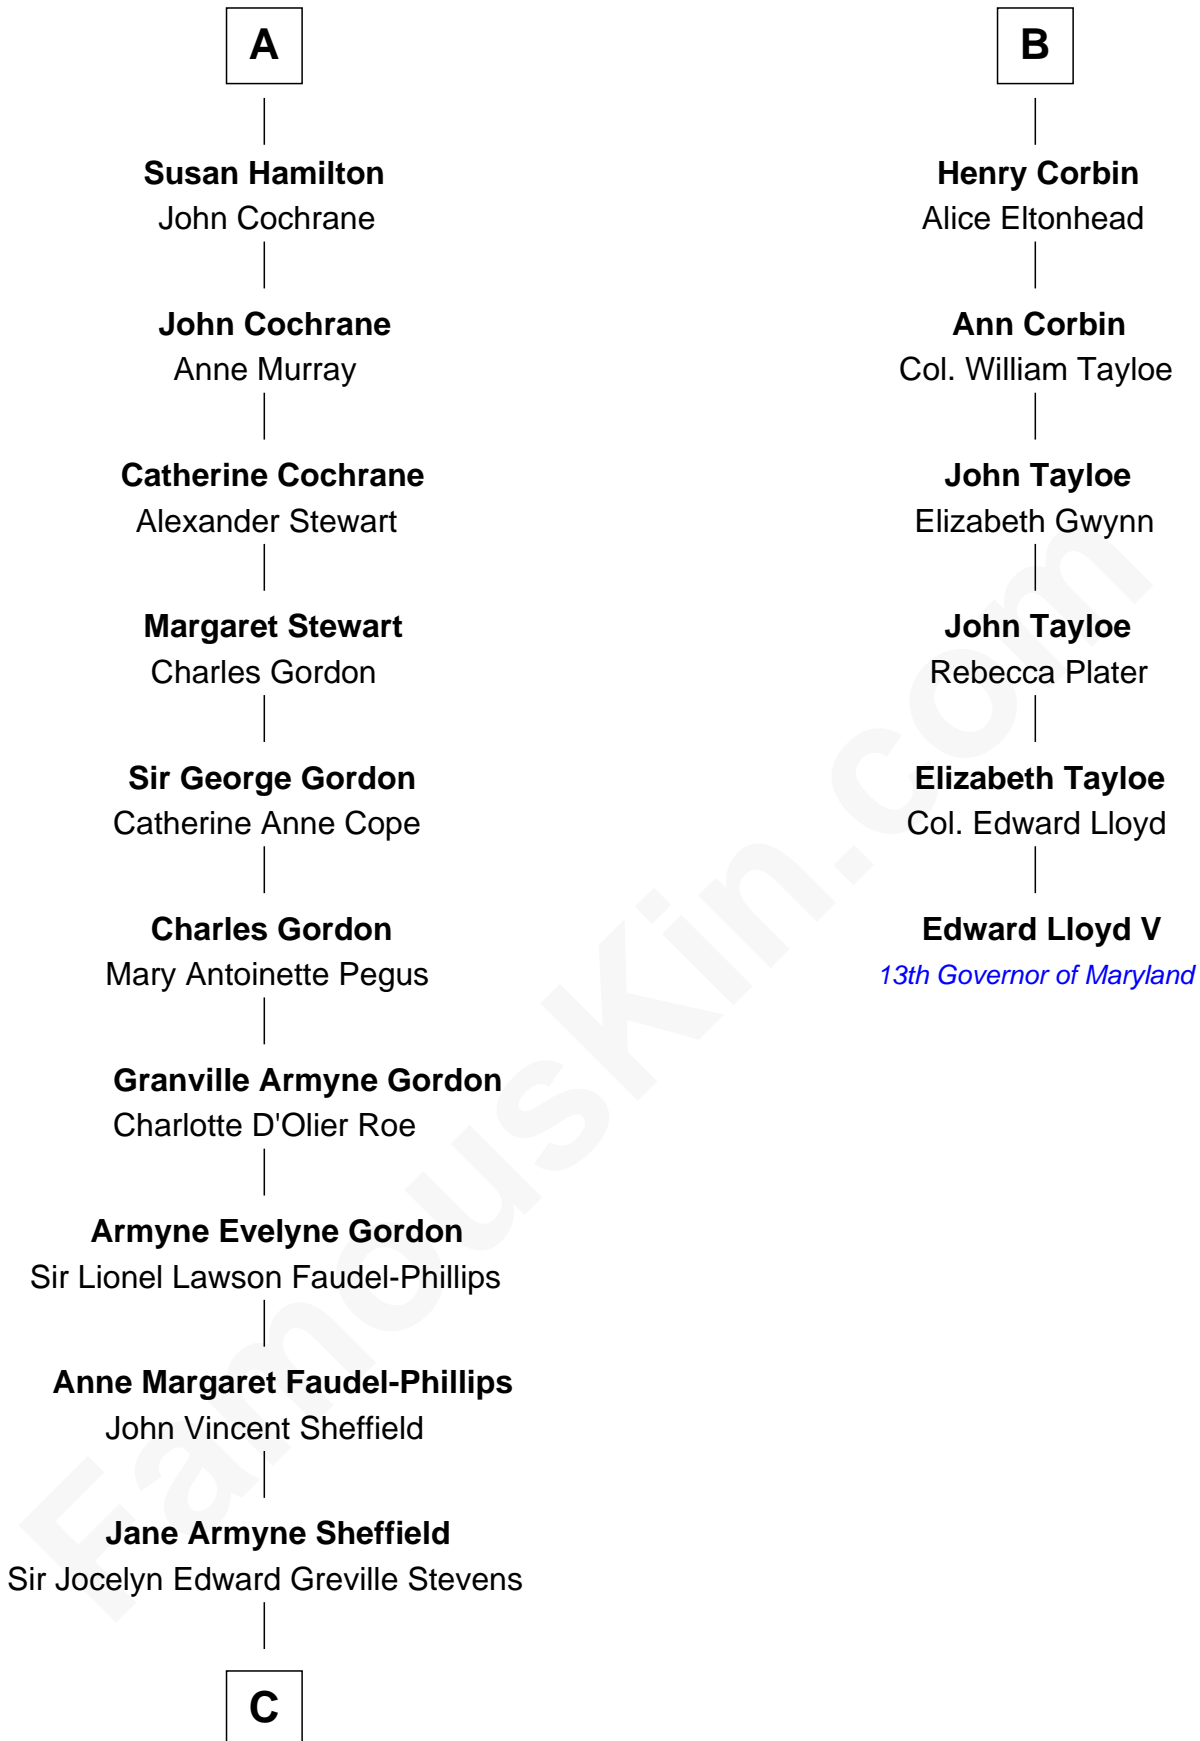 A
Susan Hamilton
John Cochrane
John Cochrane
Anne Murray
Catherine Cochrane
Alexander Stewart
Margaret Stewart
Charles Gordon
Sir George Gordon
Catherine Anne Cope
Charles Gordon
Mary Antoinette Pegus
Granville Armyne Gordon
Charlotte D'Olier Roe
Armyne Evelyne Gordon
Sir Lionel Lawson Faudel-Phillips
Anne Margaret Faudel-Phillips
John Vincent Sheffield
Jane Armyne Sheffield
Sir Jocelyn Edward Greville Stevens
C
B
Henry Corbin
Alice Eltonhead
Ann Corbin
Col. William Tayloe
John Tayloe
Elizabeth Gwynn
John Tayloe
Rebecca Plater
Elizabeth Tayloe
Col. Edward Lloyd
Edward Lloyd V
13th Governor of Maryland
FamousKin.com